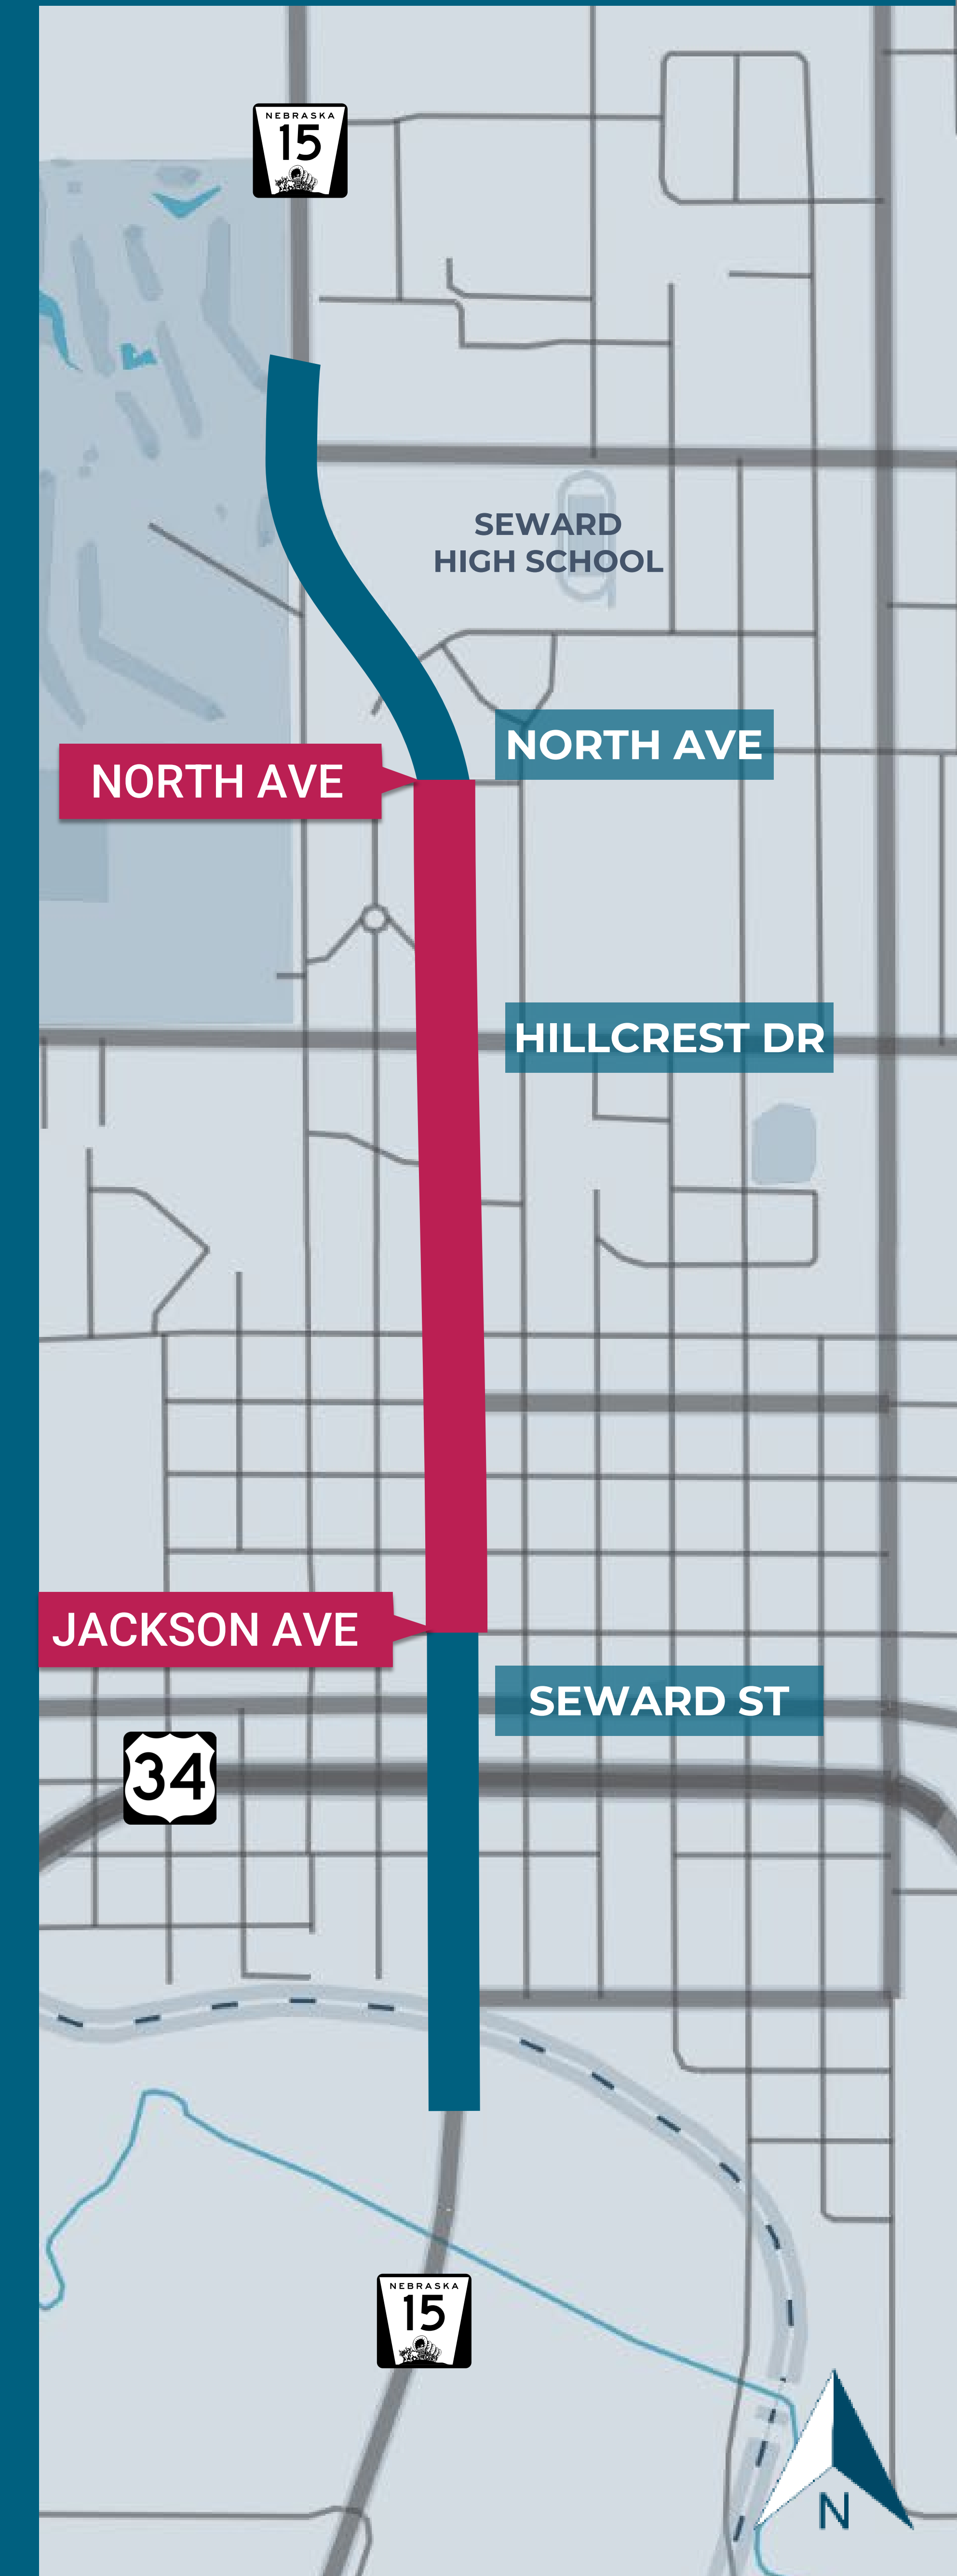 NEBRASKA
15
SEWARD
HIGH SCHOOL
NORTH AVE
NORTH AVE
HILLCREST DR
JACKSON AVE
SEWARD ST
34
NEBRASKA
15
N